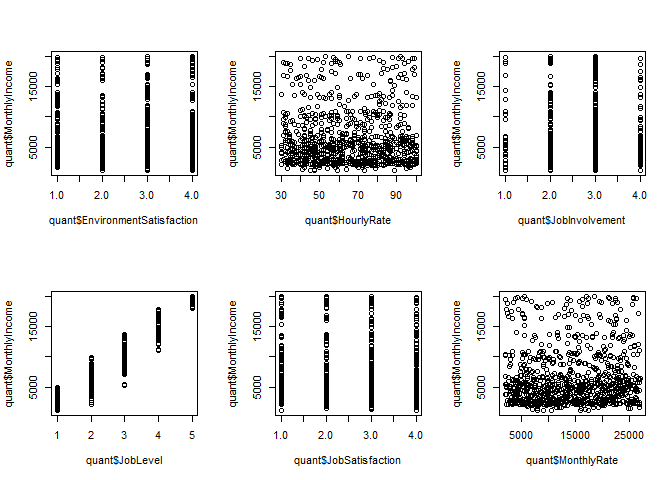 quant$MonthlyIncome
5000 15000
1.0 2.0 3.0 4.0
quant$EnvironmentSatisfaction
quant$MonthlyIncome
5000 15000
30 50 70 90
quant$HourlyRate
quant$MonthlyIncome
5000 15000
1.0 2.0 3.0 4.0
quant$JobInvolvement
quant$MonthlyIncome
5000 15000
1 2 3 4 5
quant$JobLevel
quant$MonthlyIncome
5000 15000
1.0 2.0 3.0 4.0
quant$JobSatisfaction
quant$MonthlyIncome
5000 15000
5000 15000 25000
quant$MonthlyRate